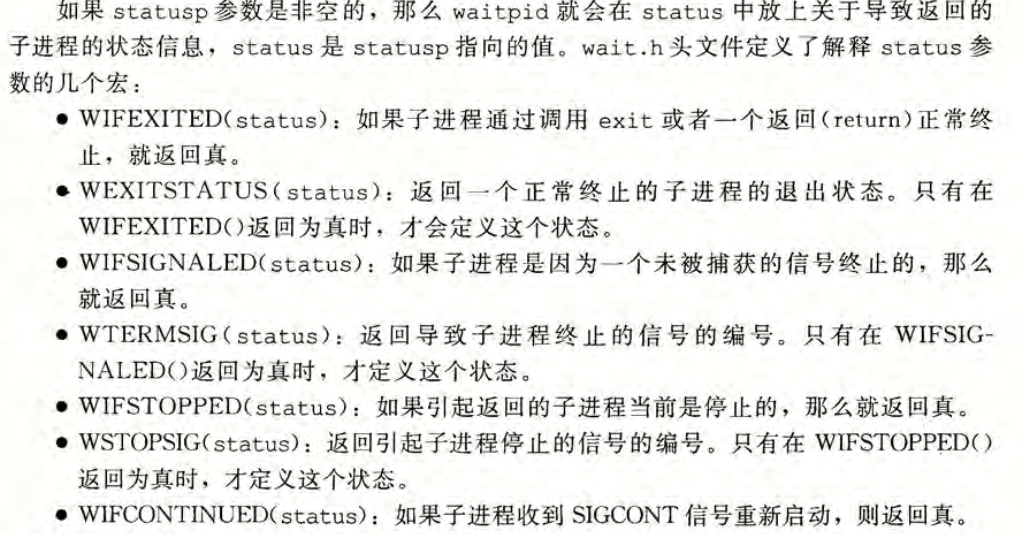 如果 statusp 参数是非空的，那么 waitpid 就会在 status 中放上关于导致返回的
子进程的状态信息，status 是 statusp 指向的值。wait.h 头文件定义了解释 status 参
数的几个宏：
● WIFEXITED(status)：如果子进程通过调用 exit 或者一个返回(return)正常终
止，就返回真。
● WEXITSTATUS(status)：返回一个正常终止的子进程的退出状态。只有在
WIFEXITED()返回为真时，才会定义这个状态。
● WIFSIGNALED(status)：如果子进程是因为一个未被捕获的信号终止的，那么
就返回真。
● WTERMSIG(status)：返回导致子进程终止的信号的编号。只有在 WIFSIG-
NALED()返回为真时，才定义这个状态。
● WIFSTOPPED(status)：如果引起返回的子进程当前是停止的，那么就返回真。
● WSTOPSIG(status)：返回引起子进程停止的信号的编号。只有在 WIFSTOPPED()
返回为真时，才定义这个状态。
● WIFCONTINUED(status)：如果子进程收到 SIGCONT 信号重新启动，则返回真。